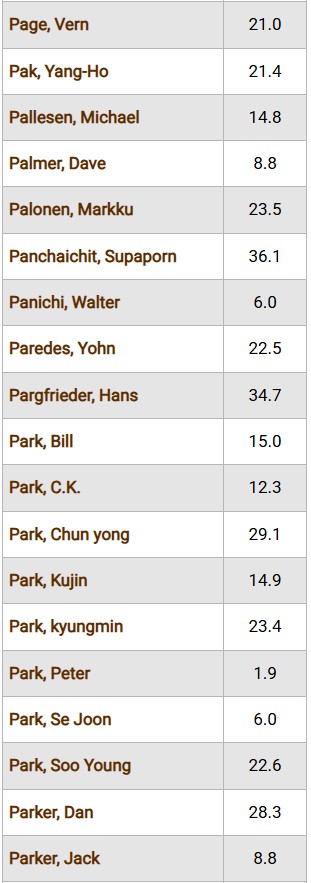 Page, Vern 21.0
Pak, Yang-Ho 21.4
Pallesen, Michael 14.8
Palmer, Dave 8.8
Palonen, Markku 23.5
Panchaichit, Supaporn 36.1
Panichi, Walter 6.0
Paredes, Yohn 22.5
Pargfrieder, Hans 34.7
Park, Bill 15.0
Park, C.K. 12.3
Park, Chun yong 29.1
Park, Kujin 14.9
Park, kyungmin 23.4
Park, Peter 1.9
Park, Se Joon 6.0
Park, Soo Young 22.6
Parker, Dan 28.3
Parker, Jack 8.8